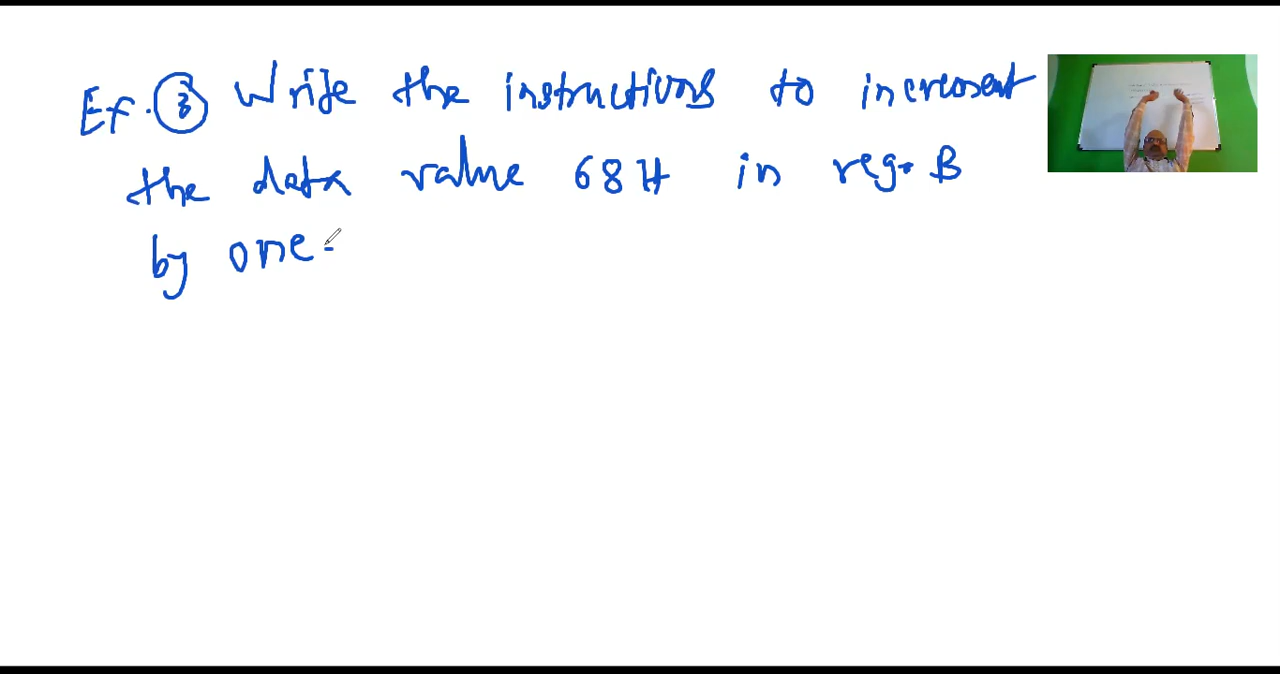 Ex. 3 Write the instructions to increment
the data value 68H in reg. B
by one.